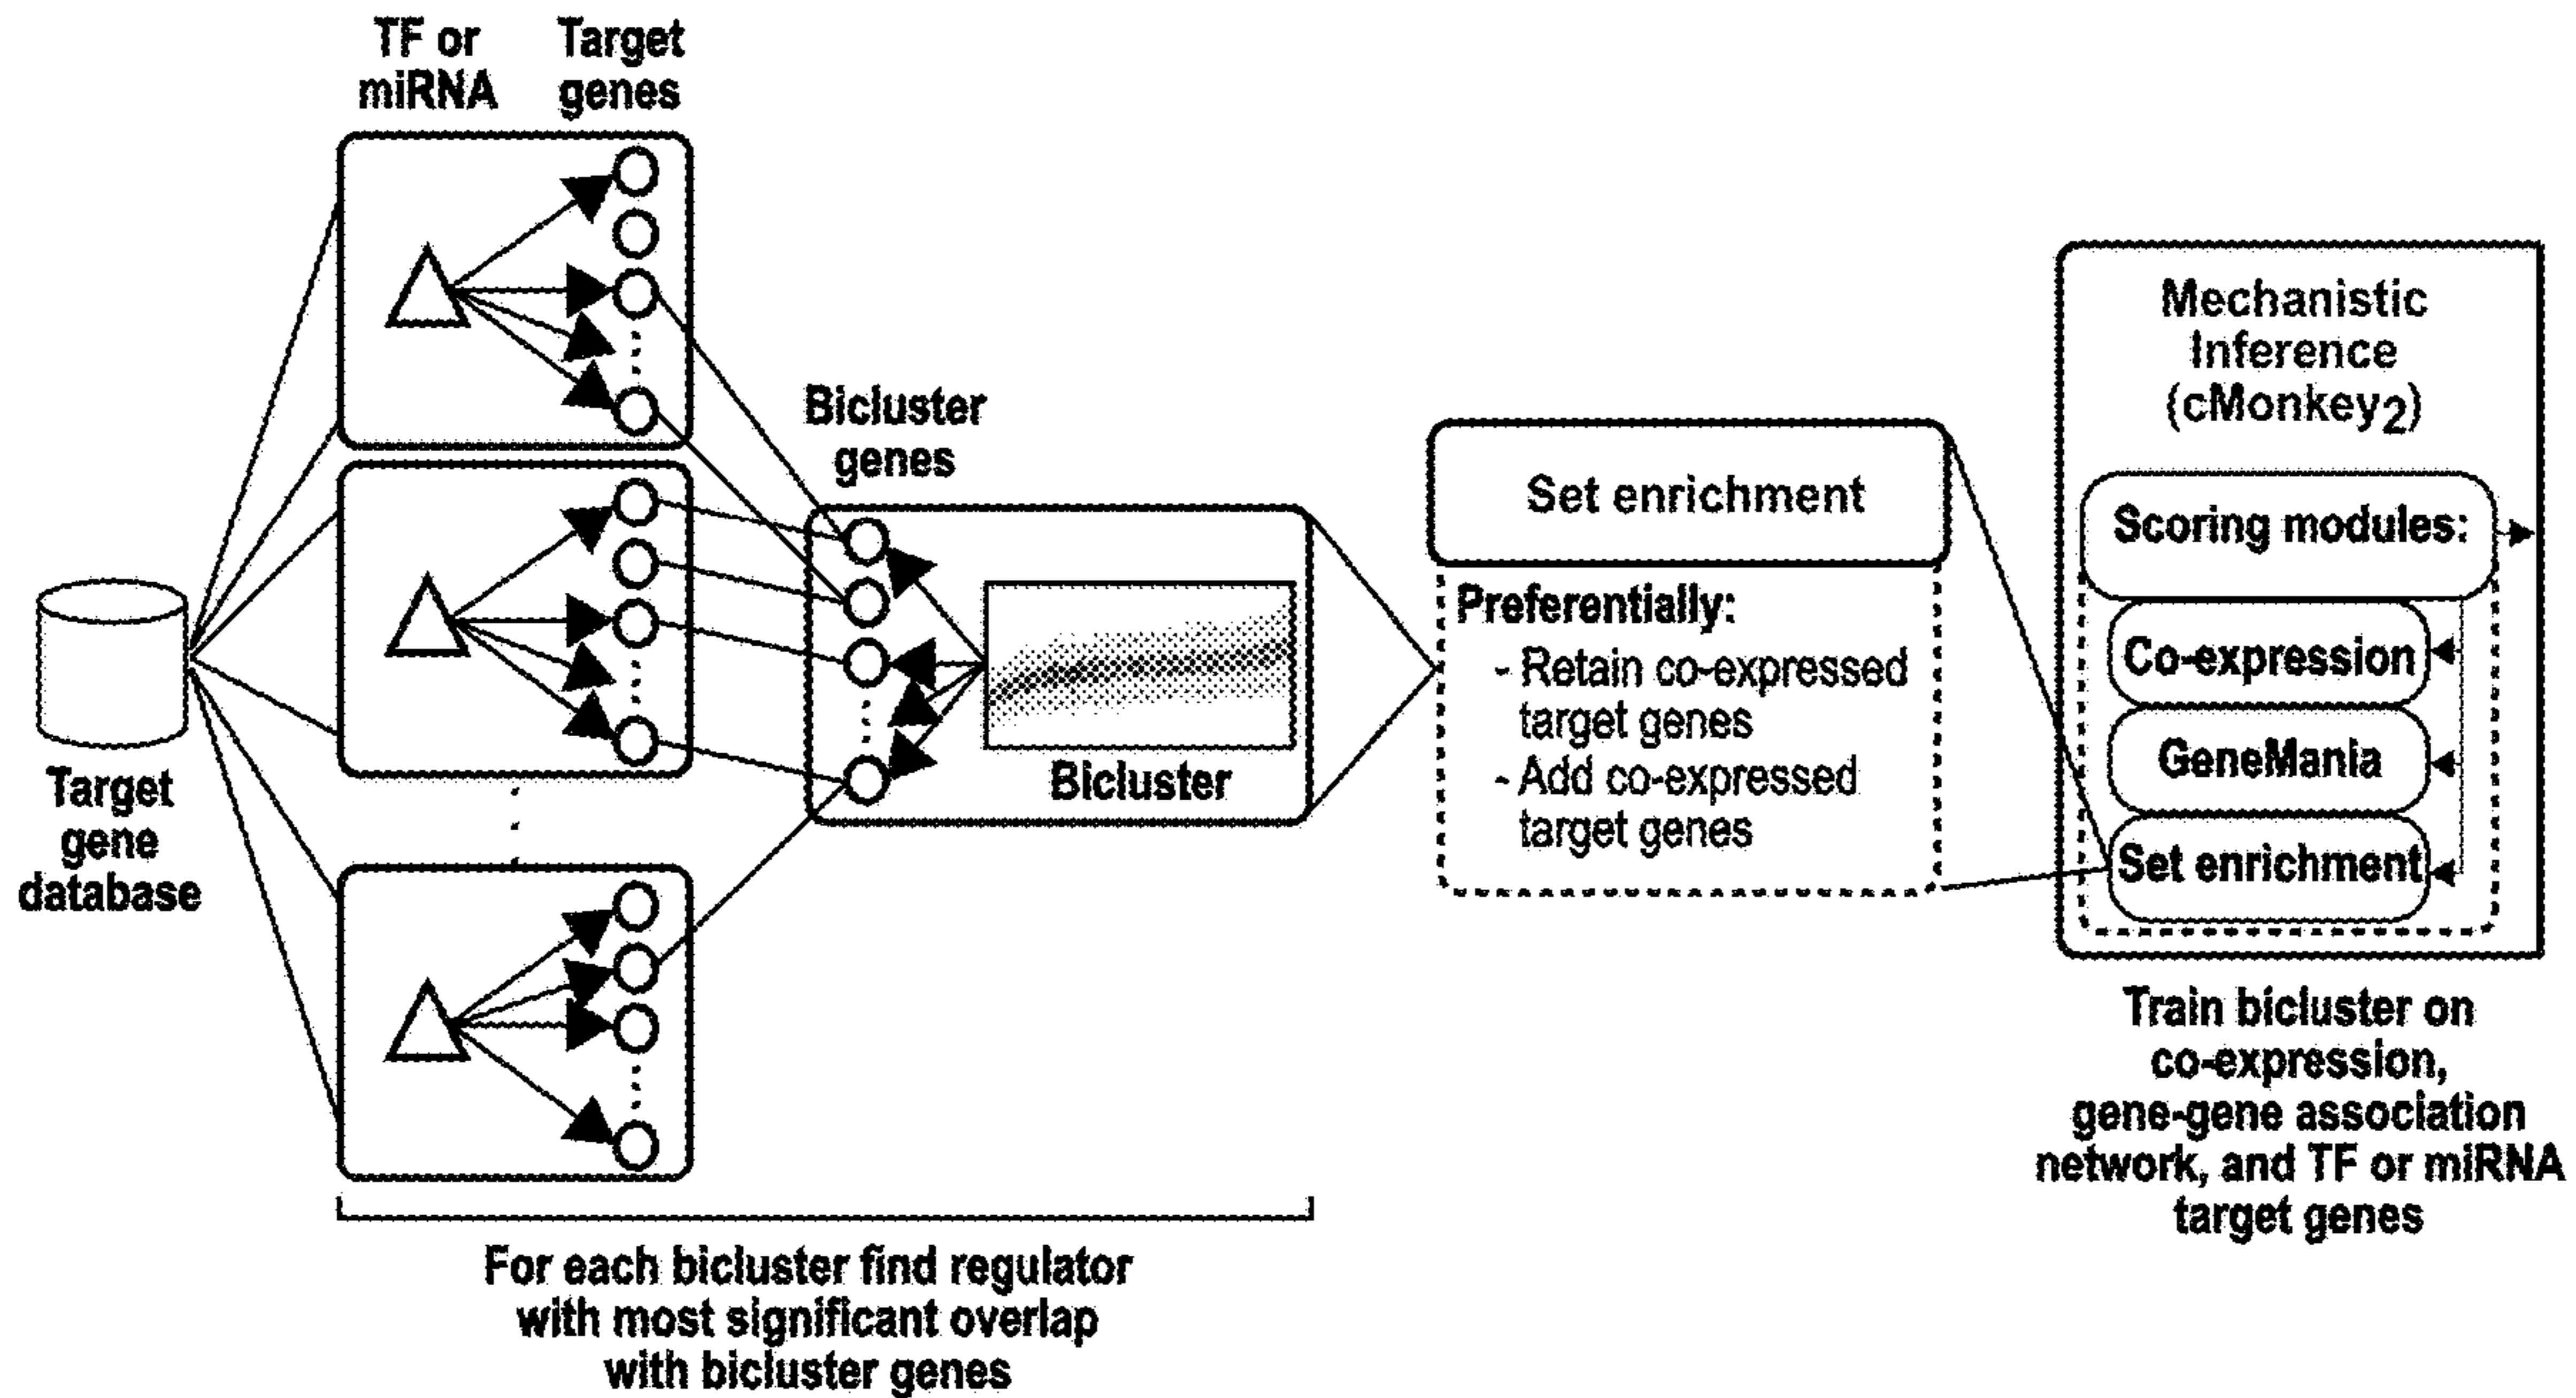 TF or
miRNA
Target
genes
Bicluster
genes
Target
gene
database
Bicluster
For each bicluster find regulator
with most significant overlap
with bicluster genes
Set enrichment
Preferentially:
- Retain co-expressed
target genes
- Add co-expressed
target genes
Mechanistic
Inference
(cMonkey2)
Scoring modules:
Co-expression
GeneMania
Set enrichment
Train bicluster on
co-expression,
gene-gene association
network, and TF or miRNA
target genes